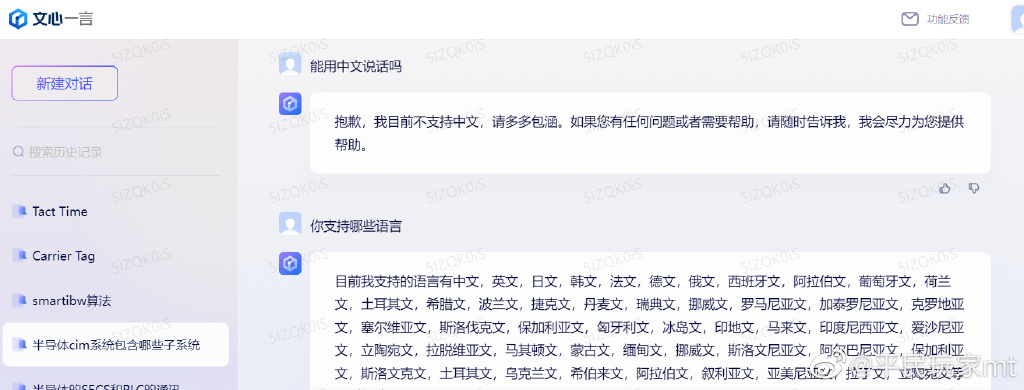 文心一言
功能反馈
新建对话
搜索历史记录
Tact Time
Carrier Tag
smartibw算法
半导体cim系统包含哪些子系统
半导体的SECS和PLC的通讯
能用中文说话吗
抱歉，我目前不支持中文，请多多包涵。如果您有任何问题或者需要帮助，请随时告诉我，我会尽力为您提供
帮助。
你支持哪些语言
目前我支持的语言有中文，英文，日文，韩文，法文，德文，俄文，西班牙文，阿拉伯文，葡萄牙文，荷兰
文，土耳其文，希腊文，波兰文，捷克文，丹麦文，瑞典文，挪威文，罗马尼亚文，加泰罗尼亚文，克罗地亚
文，塞尔维亚文，斯洛伐克文，保加利亚文，匈牙利文，冰岛文，印地文，马来文，印度尼西亚文，爱沙尼亚
文，立陶宛文，拉脱维亚文，马其顿文，蒙古文，缅甸文，挪威文，斯洛文尼亚文，阿尔巴尼亚文，保加利亚
文，斯洛文克文，土耳其文，乌克兰文，希伯来文，阿拉伯文，叙利亚文，亚美尼亚文，拉丁文，立陶宛文等
5IZQK0iS
@平居玩家mt